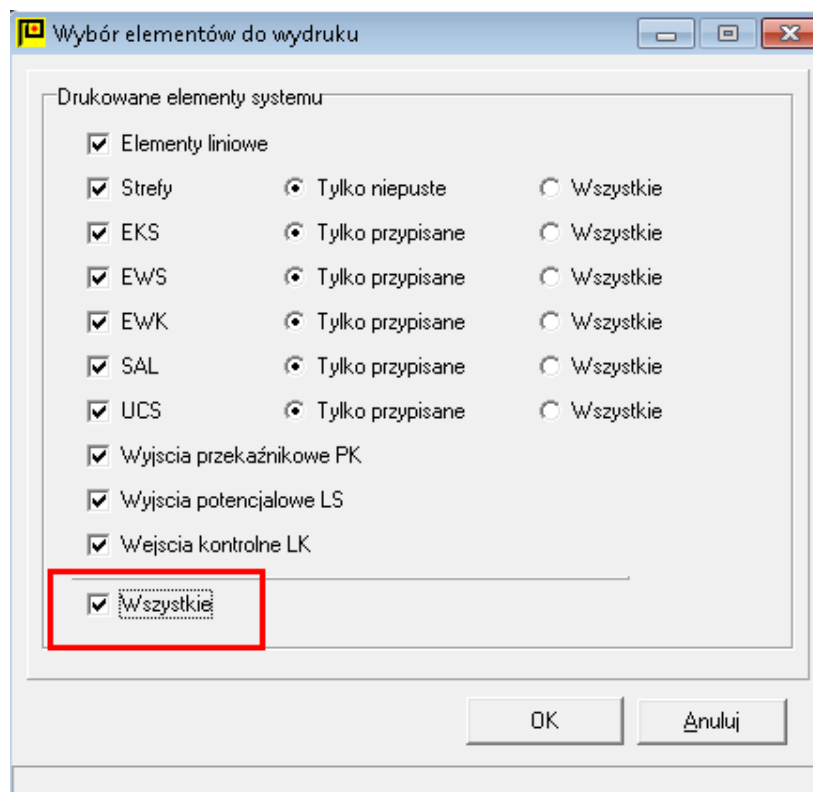 Wybór elementów do wydruku
Drukowane elementy systemu
Elementy liniowe
Strefy Tylko niepuste Wszystkie
EKS Tylko przypisane Wszystkie
EWS Tylko przypisane Wszystkie
EWK Tylko przypisane Wszystkie
SAL Tylko przypisane Wszystkie
UCS Tylko przypisane Wszystkie
Wyjscia przekaźnikowe PK
Wyjscia potencjalowe LS
Wejscia kontrolne LK
Wszystkie
OK Anuluj